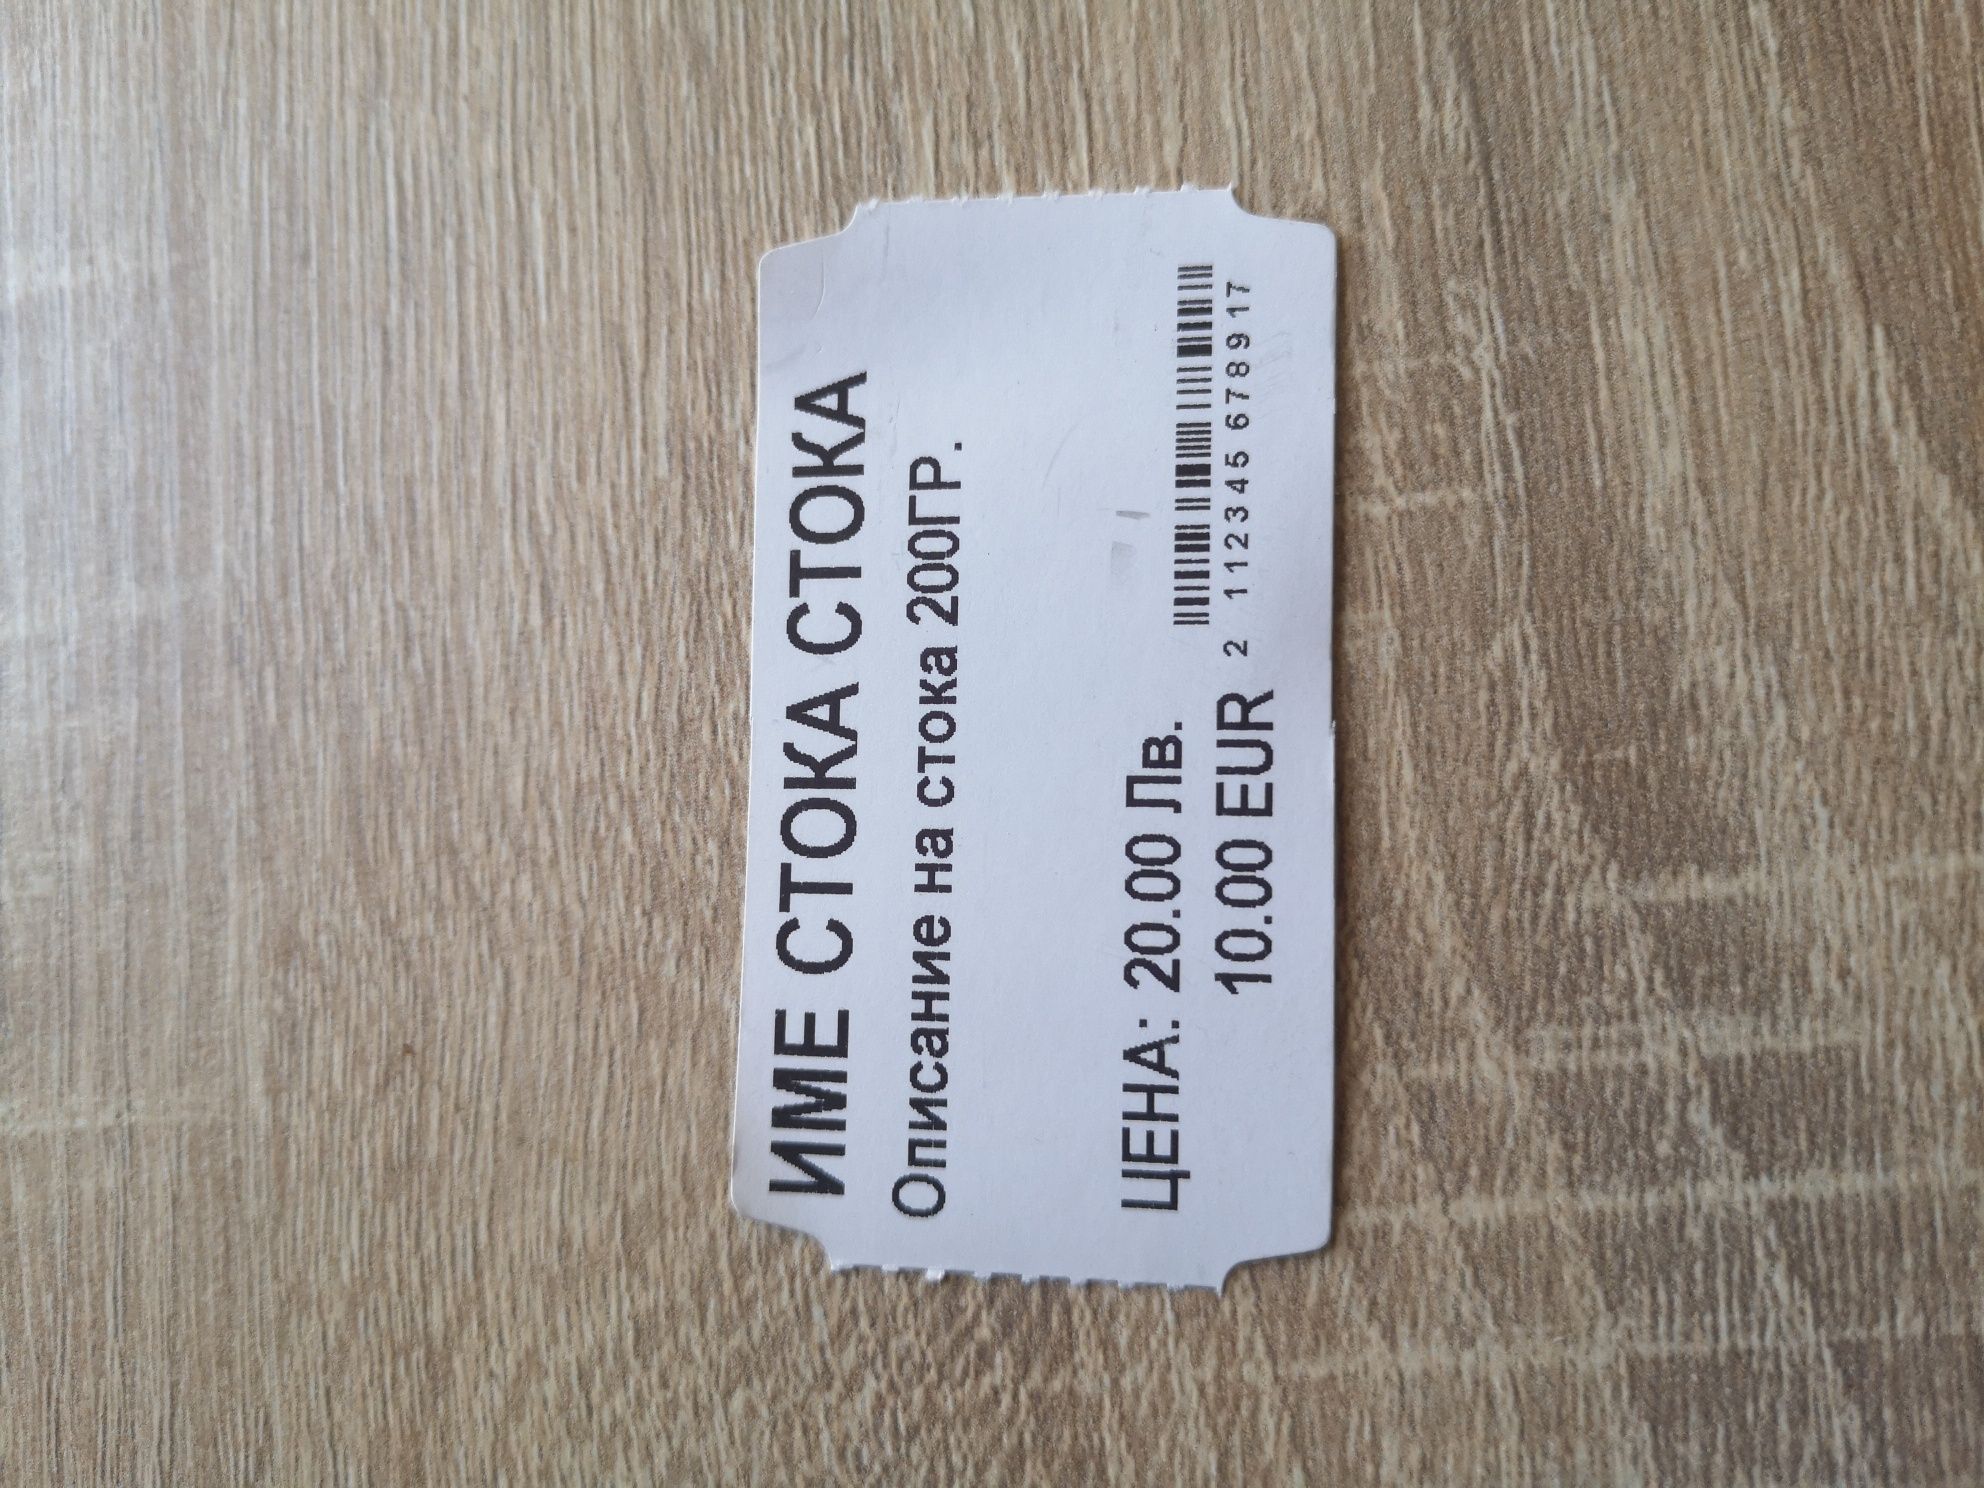 ИМЕ СТОКА СТОКА
Описание на стока 200ГР.
ЦЕНА: 20.00 Лв.
10.00 EUR
2 112345 678917